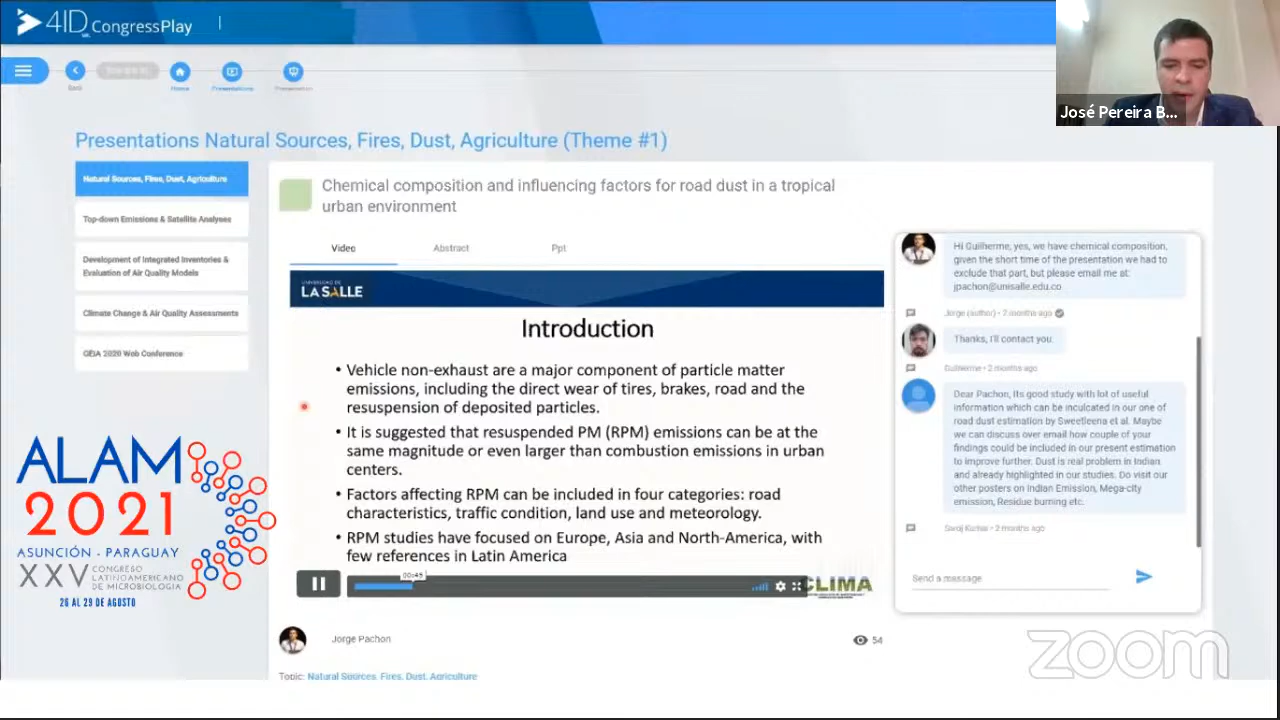 4ID CongressPlay
José Pereira B...
Back
Home
Presentations
Presentation
Presentations Natural Sources, Fires, Dust, Agriculture (Theme #1)
Natural Sources, Fires, Dust, Agriculture
Top-down Emissions & Satellite Analyses
Development of Integrated Inventories &
Evaluation of Air Quality Models
Climate Change & Air Quality Assessments
GEIA 2020 Web Conference
Chemical composition and influencing factors for road dust in a tropical
urban environment
Video
Abstract
Ppt
UNIVERSIDAD DE
LA SALLE
Introduction
• Vehicle non-exhaust are a major component of particle matter
emissions, including the direct wear of tires, brakes, road and the
resuspension of deposited particles.
• It is suggested that resuspended PM (RPM) emissions can be at the
same magnitude or even larger than combustion emissions in urban
centers.
• Factors affecting RPM can be included in four categories: road
characteristics, traffic condition, land use and meteorology.
• RPM studies have focused on Europe, Asia and North-America, with
few references in Latin America
00:45
CLIMA
Jorge Pachon
54
Topic: Natural Sources, Fires, Dust, Agriculture
Hi Guilherme, yes, we have chemical composition,
given the short time of the presentation we had to
exclude that part, but please email me at:
jpachon@unisalle.edu.co
Jorge (author) • 2 months ago
Thanks, I'll contact you.
Guilherme • 2 months ago
Dear Pachon, Its good study with lot of useful
information which can be inculcated in our one of
road dust estimation by Sweetleena et al. Maybe
we can discuss over email how couple of your
findings could be included in our present estimation
to improve further. Dust is real problem in Indian
and already highlighted in our studies. Do visit our
other posters on Indian Emission, Mega-city
emission, Residue burning etc.
• 2 months ago
Send a message
ALAM
2021
ASUNCIÓN - PARAGUAY
XXV CONGRESO
LATINOAMERICANO
DE MICROBIOLOGÍA
26 AL 29 DE AGOSTO
zoom